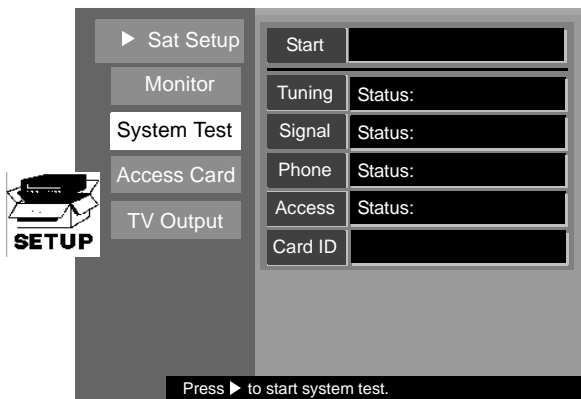 ▶ Sat Setup
Monitor
System Test
Access Card
TV Output
SETUP
Start
Tuning Status:
Signal Status:
Phone Status:
Access Status:
Card ID
Press ▶ to start system test.